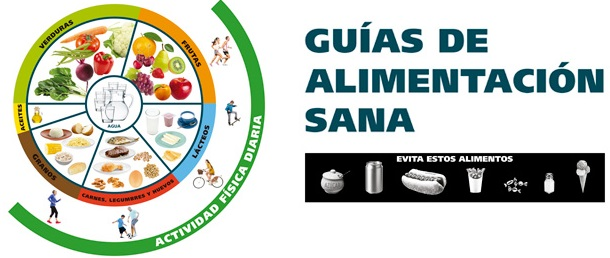 VERDURAS
FRUTAS
ACEITES
AGUA
LÁCTEOS
GRANOS
CARNES, LEGUMBRES Y HUEVOS
ACTIVIDAD FÍSICA DIARIA
GUÍAS DE
ALIMENTACIÓN
SANA
EVITA ESTOS ALIMENTOS